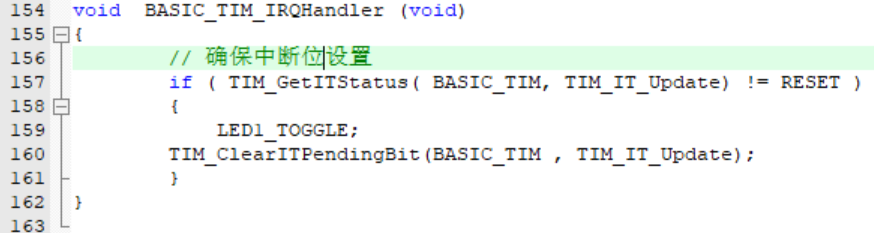 154 void  BASIC_TIM_IRQHandler (void)
155 {
156         // 确保中断位设置
157         if ( TIM_GetITStatus( BASIC_TIM, TIM_IT_Update) != RESET )
158         {
159             LED1_TOGGLE;
160         TIM_ClearITPendingBit(BASIC_TIM , TIM_IT_Update);
161         }
162 }
163